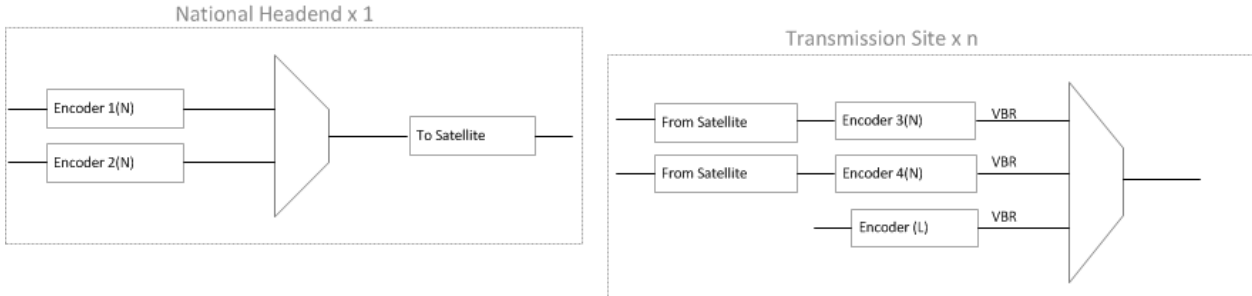 National Headend x 1
Encoder 1(N)
Encoder 2(N)
To Satellite
Transmission Site x n
From Satellite
Encoder 3(N)
VBR
From Satellite
Encoder 4(N)
VBR
Encoder (L)
VBR